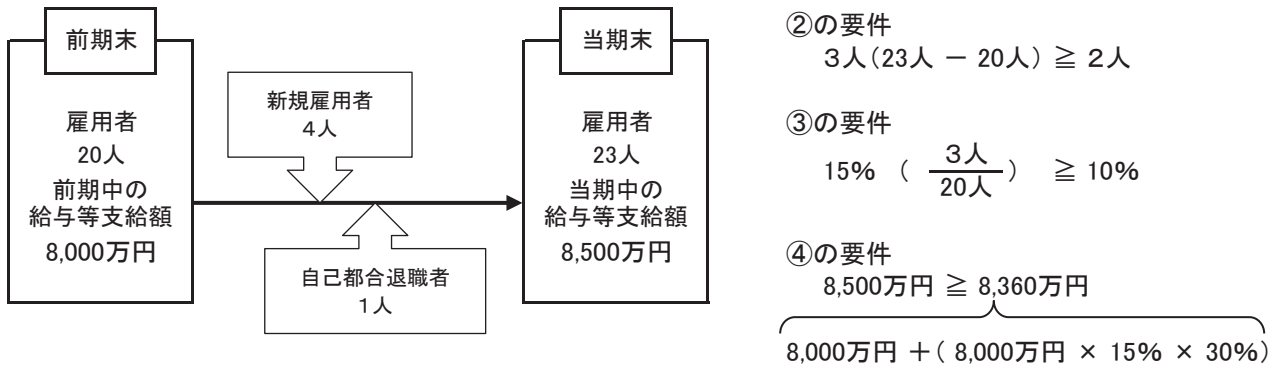 前期末
雇用者
20人
前期中の
給与等支給額
8,000万円
新規雇用者
4人
自己都合退職者
1人
当期末
雇用者
23人
当期中の
給与等支給額
8,500万円
②の要件
3人(23人 － 20人) ≧ 2人
③の要件
15% ( 3人/20人 ) ≧ 10%
④の要件
8,500万円 ≧ 8,360万円
8,000万円 ＋( 8,000万円 × 15% × 30%)